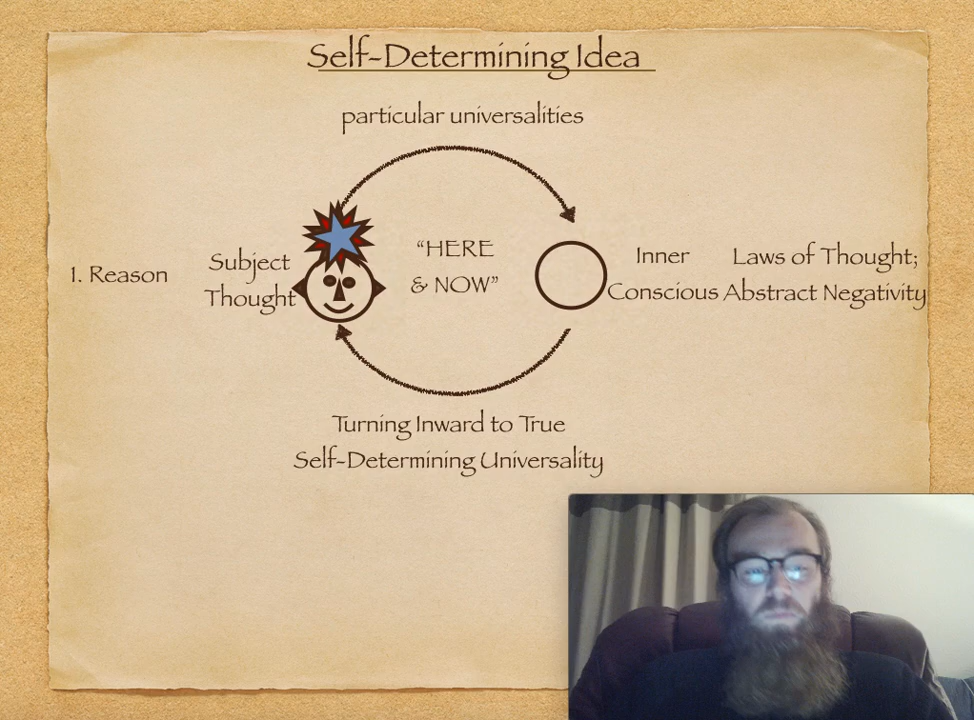 Self-Determining Idea
particular universalities
1. Reason
Subject
Thought
"HERE
& NOW"
Inner
Conscious
Laws of Thought;
Abstract Negativity
Turning Inward to True
Self-Determining Universality